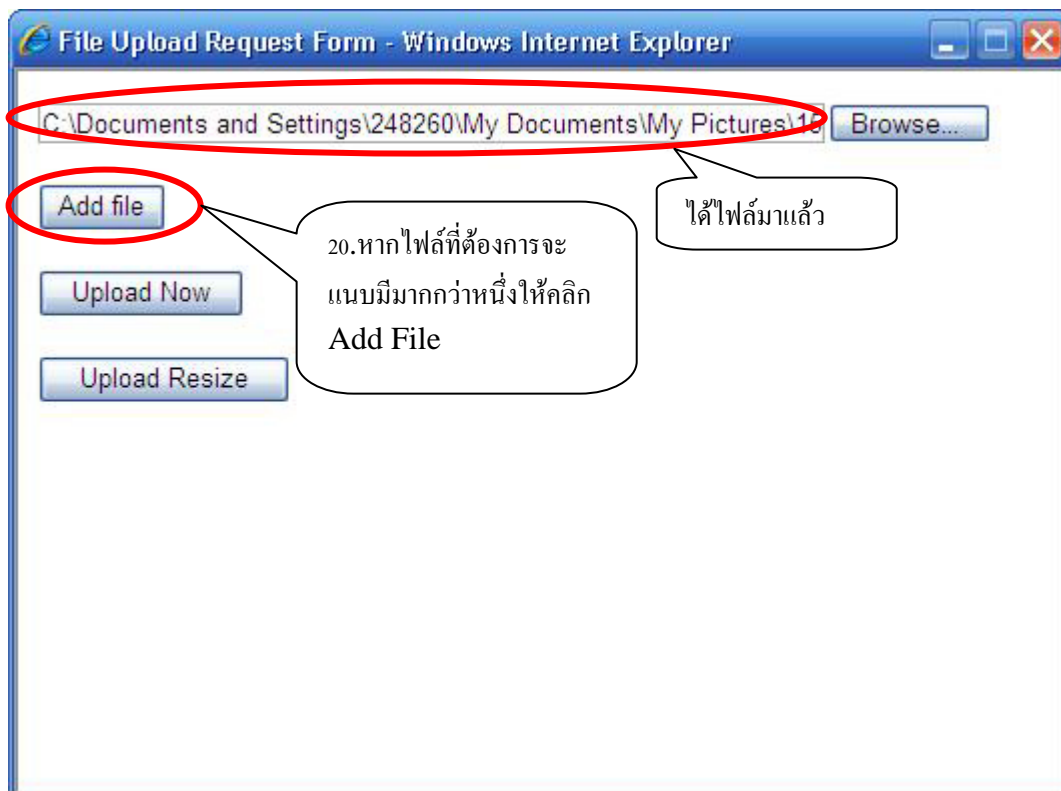 File Upload Request Form - Windows Internet Explorer
C:\Documents and Settings\248260\My Documents\My Pictures\16 Browse...
ได้ไฟล์มาแล้ว
Add file
20.หากไฟล์ที่ต้องการจะ
แนบมีมากกว่าหนึ่งให้คลิก
Add File
Upload Now
Upload Resize